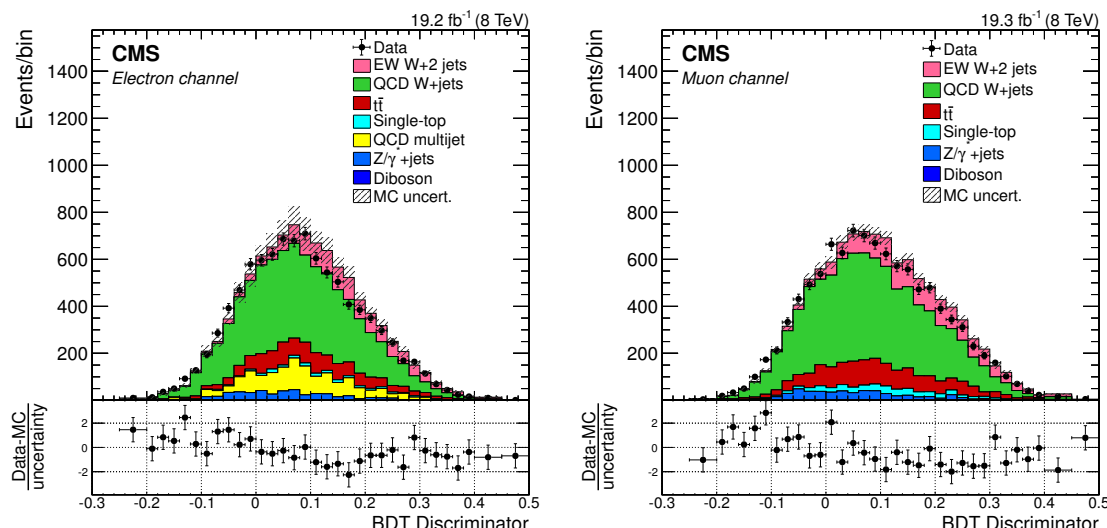 19.2 fb-1 (8 TeV)
CMS
Electron channel
Events/bin
1400
1200
1000
800
600
400
200
Data
EW W+2 jets
QCD W+jets
tt̄
Single-top
QCD multijet
Z/γ* +jets
Diboson
MC uncert.
Data-MC
uncertainty
2
0
-2
-0.3 -0.2 -0.1 0 0.1 0.2 0.3 0.4 0.5
BDT Discriminator
19.3 fb-1 (8 TeV)
CMS
Muon channel
Events/bin
1400
1200
1000
800
600
400
200
Data
EW W+2 jets
QCD W+jets
tt̄
Single-top
Z/γ* +jets
Diboson
MC uncert.
Data-MC
uncertainty
2
0
-2
-0.3 -0.2 -0.1 0 0.1 0.2 0.3 0.4 0.5
BDT Discriminator